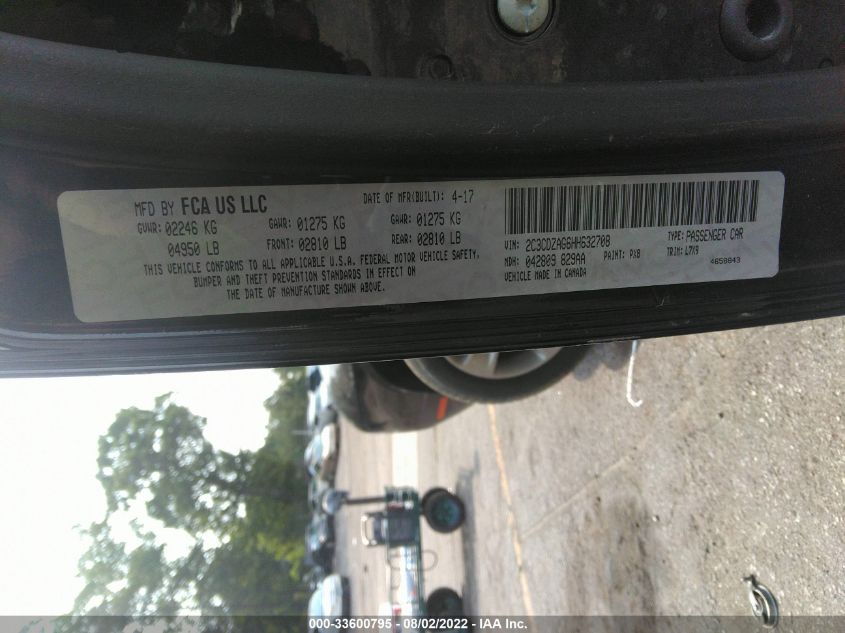 MFD BY FCA US LLC
DATE OF MFR(BUILT): 4-17
GVWR: 02246 KG
GAWR: 01275 KG
GAWR: 01275 KG
04950 LB
FRONT: 02810 LB
REAR: 02810 LB
THIS VEHICLE CONFORMS TO ALL APPLICABLE U.S.A. FEDERAL MOTOR VEHICLE SAFETY,
BUMPER AND THEFT PREVENTION STANDARDS IN EFFECT ON
THE DATE OF MANUFACTURE SHOWN ABOVE.
VIN: 2C3CDZAG6HH632708
TYPE: PASSENGER CAR
MDH: 042809 829AA
PAINT: PX8
TRIM: L7X9
VEHICLE MADE IN CANADA
4658843
000-33600795 - 08/02/2022 - IAA Inc.